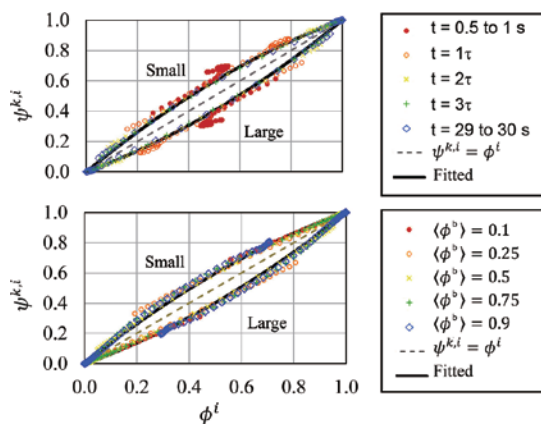 1.0
0.8
0.6
0.4
0.2
0.0
ψ^{k,i}
Small
Large
t = 0.5 to 1 s
t = 1τ
t = 2τ
t = 3τ
t = 29 to 30 s
ψ^{k,i} = ϕ^i
Fitted
1.0
0.8
0.6
0.4
0.2
0.0
ψ^{k,i}
Small
Large
0.0 0.2 0.4 0.6 0.8 1.0
ϕ^i
⟨ϕ^b⟩ = 0.1
⟨ϕ^b⟩ = 0.25
⟨ϕ^b⟩ = 0.5
⟨ϕ^b⟩ = 0.75
⟨ϕ^b⟩ = 0.9
ψ^{k,i} = ϕ^i
Fitted